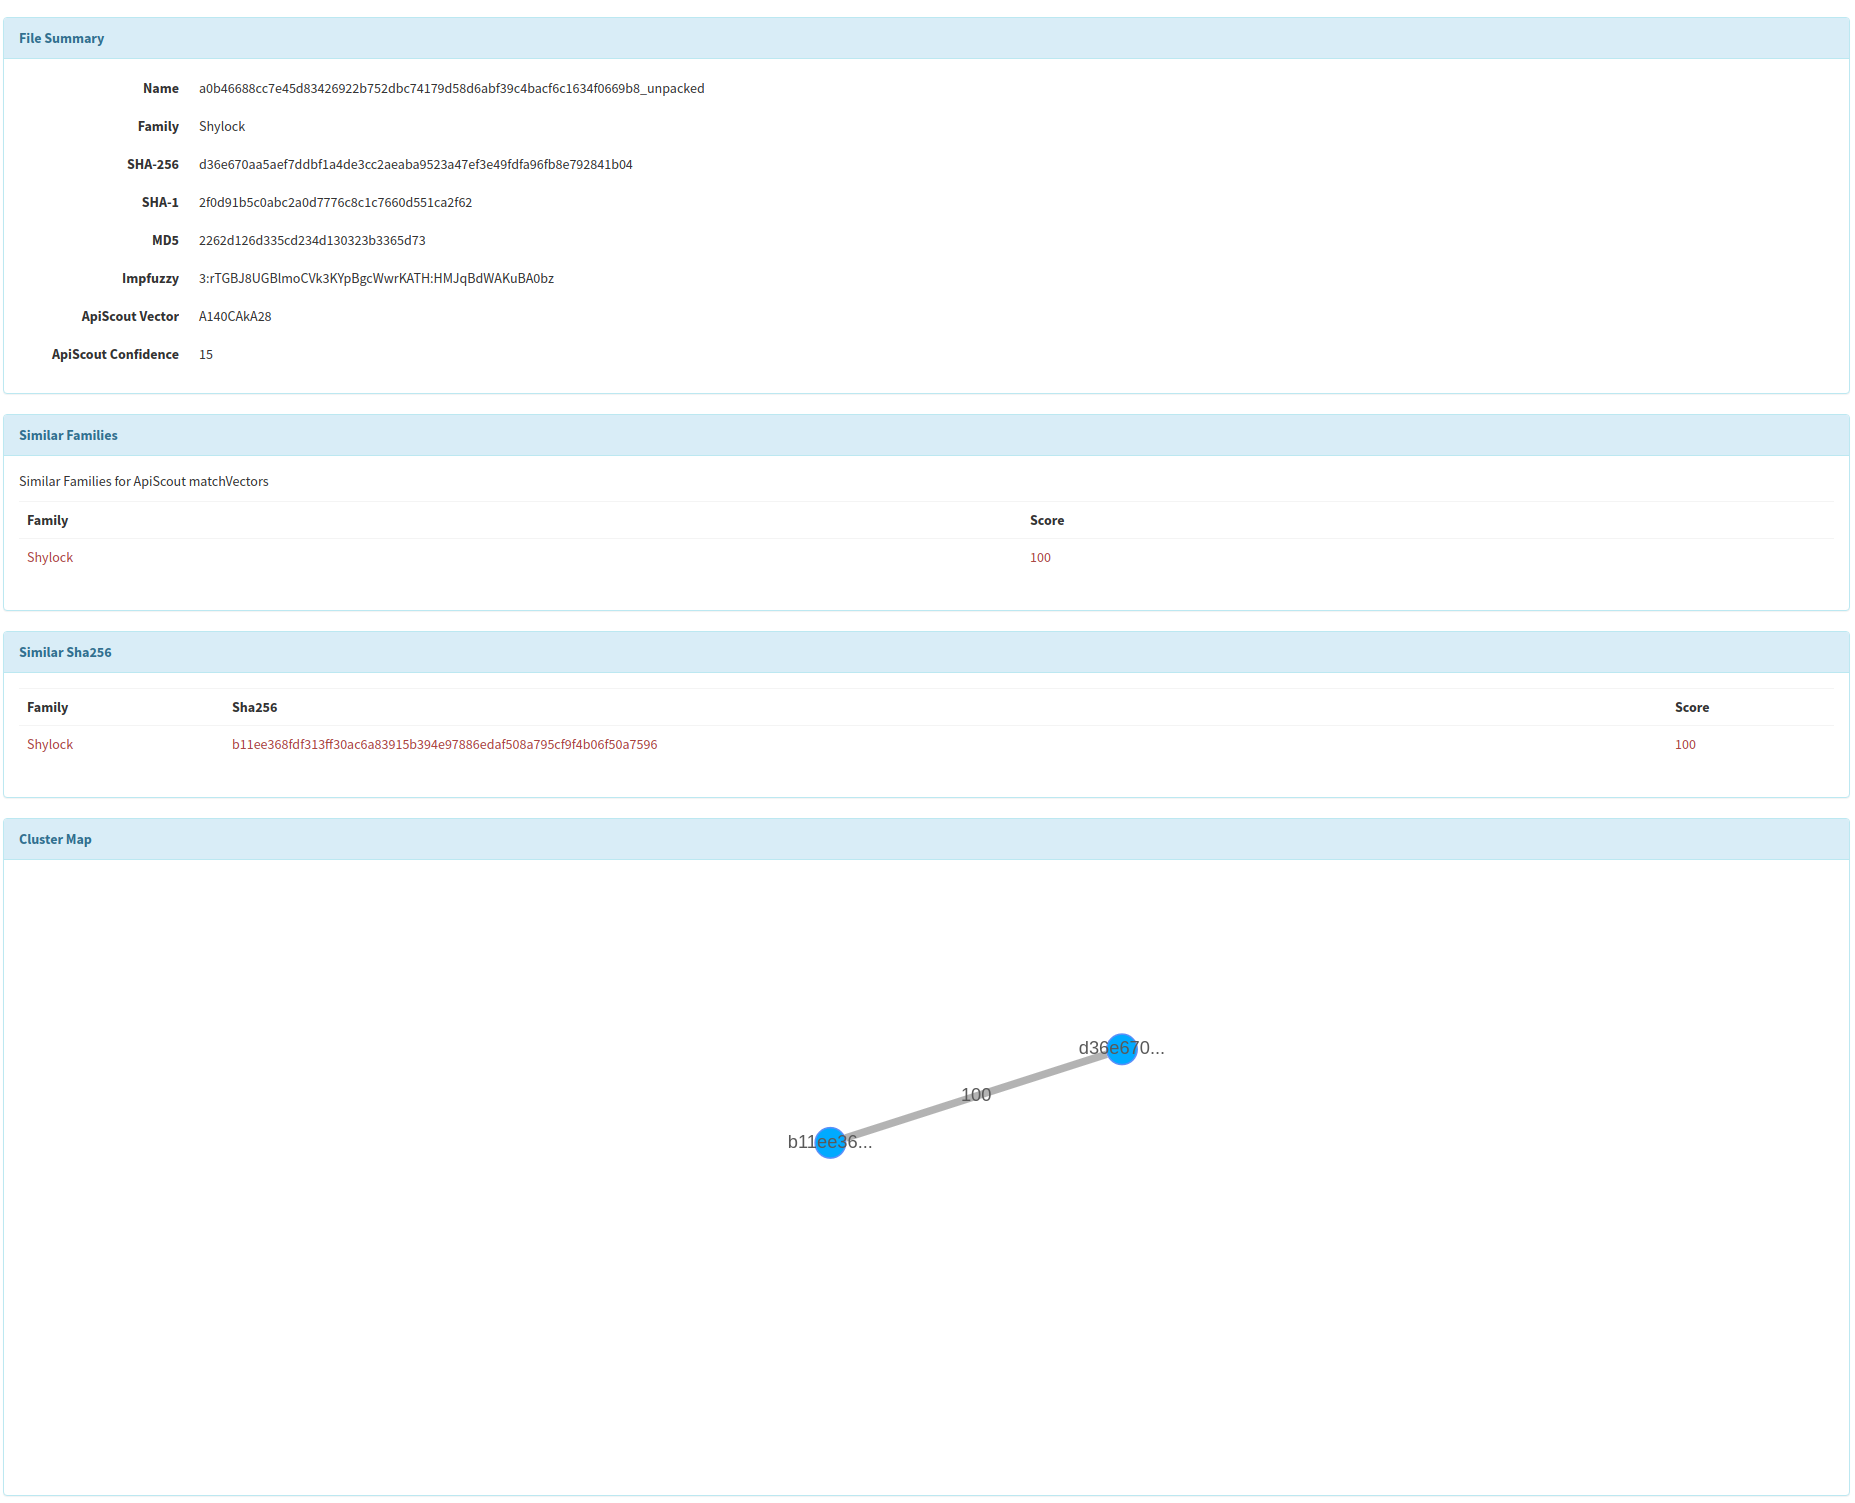 File Summary
Name a0b46688cc7e45d83426922b752dbc74179d58d6abf39c4bacf6c1634f0669b8_unpacked
Family Shylock
SHA-256 d36e670aa5aef7ddbf1a4de3cc2aeaba9523a47ef3e49fdfa96fb8e792841b04
SHA-1 2f0d91b5c0abc2a0d7776c8c1c7660d551ca2f62
MD5 2262d126d335cd234d130323b3365d73
Impfuzzy 3:rTGBJ8UGBlmoCVk3KYpBgcWwrKATH:HMJqBdWAKuBA0bz
ApiScout Vector A140CAkA28
ApiScout Confidence 15
Similar Families
Similar Families for ApiScout matchVectors
Family Score
Shylock 100
Similar Sha256
Family Sha256 Score
Shylock b11ee368fdf313ff30ac6a83915b394e97886edaf508a795cf9f4b06f50a7596 100
Cluster Map
d36e670...
100
b11ee36...